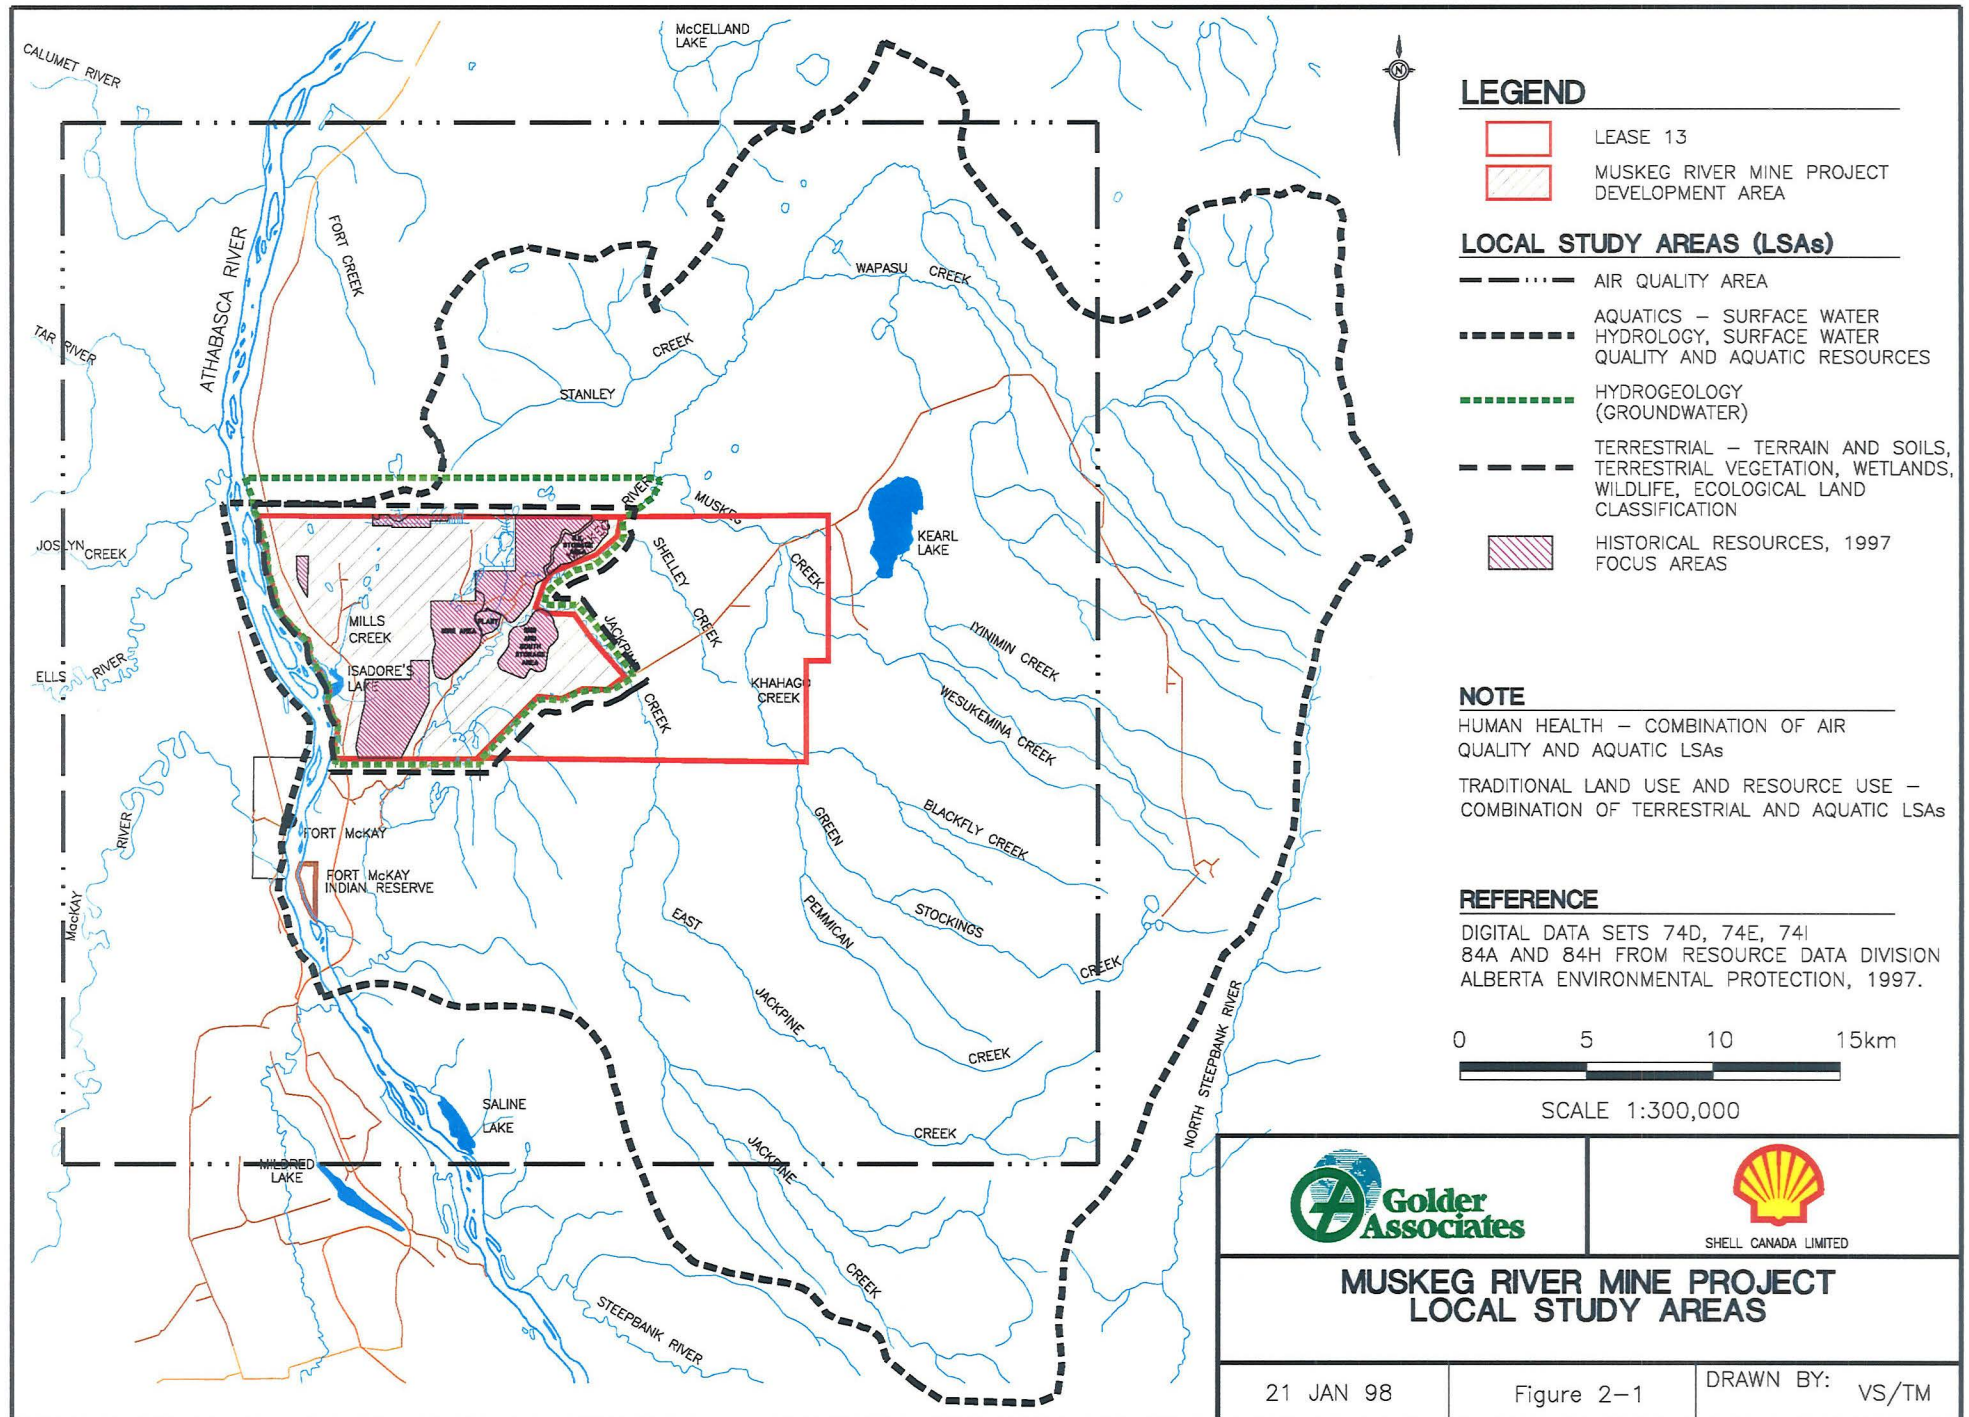 McCELLAND
LAKE
CALUMET RIVER
ATHABASCA RIVER
FORT CREEK
TAR RIVER
WAPASU CREEK
STANLEY CREEK
MUSKEG
RIVER
CREEK
KEARL
LAKE
JOSLYN CREEK
SHELLEY
CREEK
MILLS
CREEK
PLANT
STORAGE
AREA
SOUTH
STORAGE
AREA
JACKPINE
CREEK
IYINIMIN CREEK
ELLS RIVER
ISADORE'S
LAKE
KHAHAGO
CREEK
WESUKEMINA CREEK
GREEN
BLACKFLY CREEK
FORT McKAY
RIVER
MacKAY
FORT McKAY
INDIAN RESERVE
STOCKINGS
CREEK
PEMMICAN
EAST
JACKPINE
CREEK
NORTH STEEPBANK RIVER
SALINE
LAKE
CREEK
JACKPINE
CREEK
MILDRED
LAKE
STEEPBANK RIVER
N
LEGEND
LEASE 13
MUSKEG RIVER MINE PROJECT
DEVELOPMENT AREA
LOCAL STUDY AREAS (LSAs)
AIR QUALITY AREA
AQUATICS – SURFACE WATER
HYDROLOGY, SURFACE WATER
QUALITY AND AQUATIC RESOURCES
HYDROGEOLOGY
(GROUNDWATER)
TERRESTRIAL – TERRAIN AND SOILS,
TERRESTRIAL VEGETATION, WETLANDS,
WILDLIFE, ECOLOGICAL LAND
CLASSIFICATION
HISTORICAL RESOURCES, 1997
FOCUS AREAS
NOTE
HUMAN HEALTH – COMBINATION OF AIR
QUALITY AND AQUATIC LSAs
TRADITIONAL LAND USE AND RESOURCE USE –
COMBINATION OF TERRESTRIAL AND AQUATIC LSAs
REFERENCE
DIGITAL DATA SETS 74D, 74E, 74I
84A AND 84H FROM RESOURCE DATA DIVISION
ALBERTA ENVIRONMENTAL PROTECTION, 1997.
0 5 10 15km
SCALE 1:300,000
Golder
Associates
SHELL CANADA LIMITED
MUSKEG RIVER MINE PROJECT
LOCAL STUDY AREAS
21 JAN 98
Figure 2–1
DRAWN BY: VS/TM